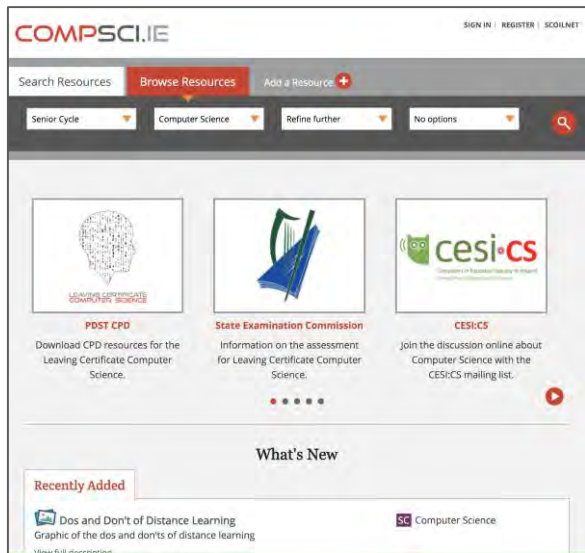 COMPSCI.IE
SIGN IN | REGISTER | SCOILNET
Search Resources
Browse Resources
Add a Resource
Senior Cycle
Computer Science
Refine further
No options
LEAVING CERTIFICATE
COMPUTER SCIENCE
cesi•cs
PDST CPD
Download CPD resources for the
Leaving Certificate Computer
Science.
State Examination Commission
Information on the assessment
for Leaving Certificate Computer
Science.
CESI:CS
Join the discussion online about
Computer Science with the
CESI:CS mailing list.
What's New
Recently Added
Dos and Don't of Distance Learning
SC Computer Science
Graphic of the dos and don'ts of distance learning
View full description